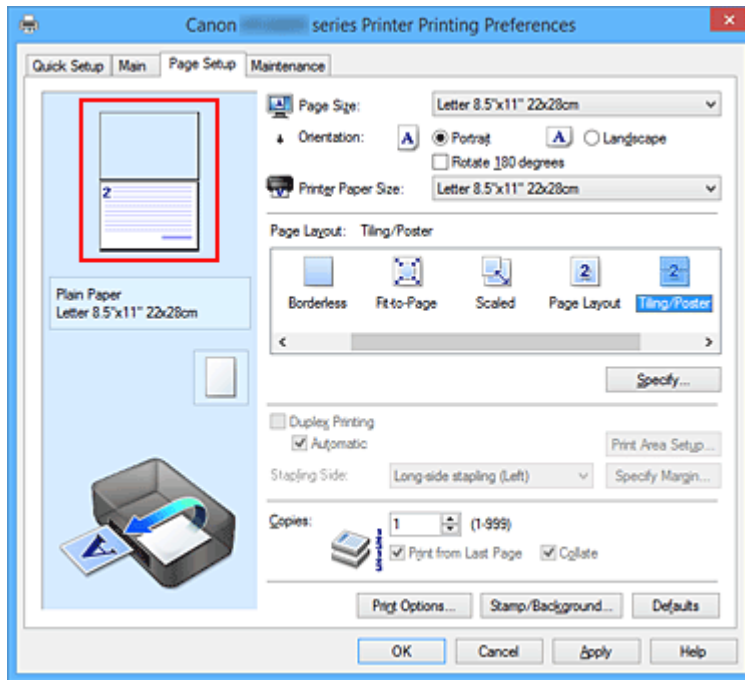 Canon series Printer Printing Preferences
Quick Setup Main Page Setup Maintenance
2
Plain Paper
Letter 8.5"x11" 22x28cm
A
Page Size: Letter 8.5"x11" 22x28cm
Orientation: A Portrait A Landscape
Rotate 180 degrees
Printer Paper Size: Letter 8.5"x11" 22x28cm
Page Layout: Tiling/Poster
2 2
Borderless Fit-to-Page Scaled Page Layout Tiling/Poster
Specify...
Duplex Printing
Automatic Print Area Setup...
Stapling Side: Long-side stapling (Left) Specify Margin...
Copies: 1 (1-999)
Print from Last Page Collate
Print Options... Stamp/Background... Defaults
OK Cancel Apply Help